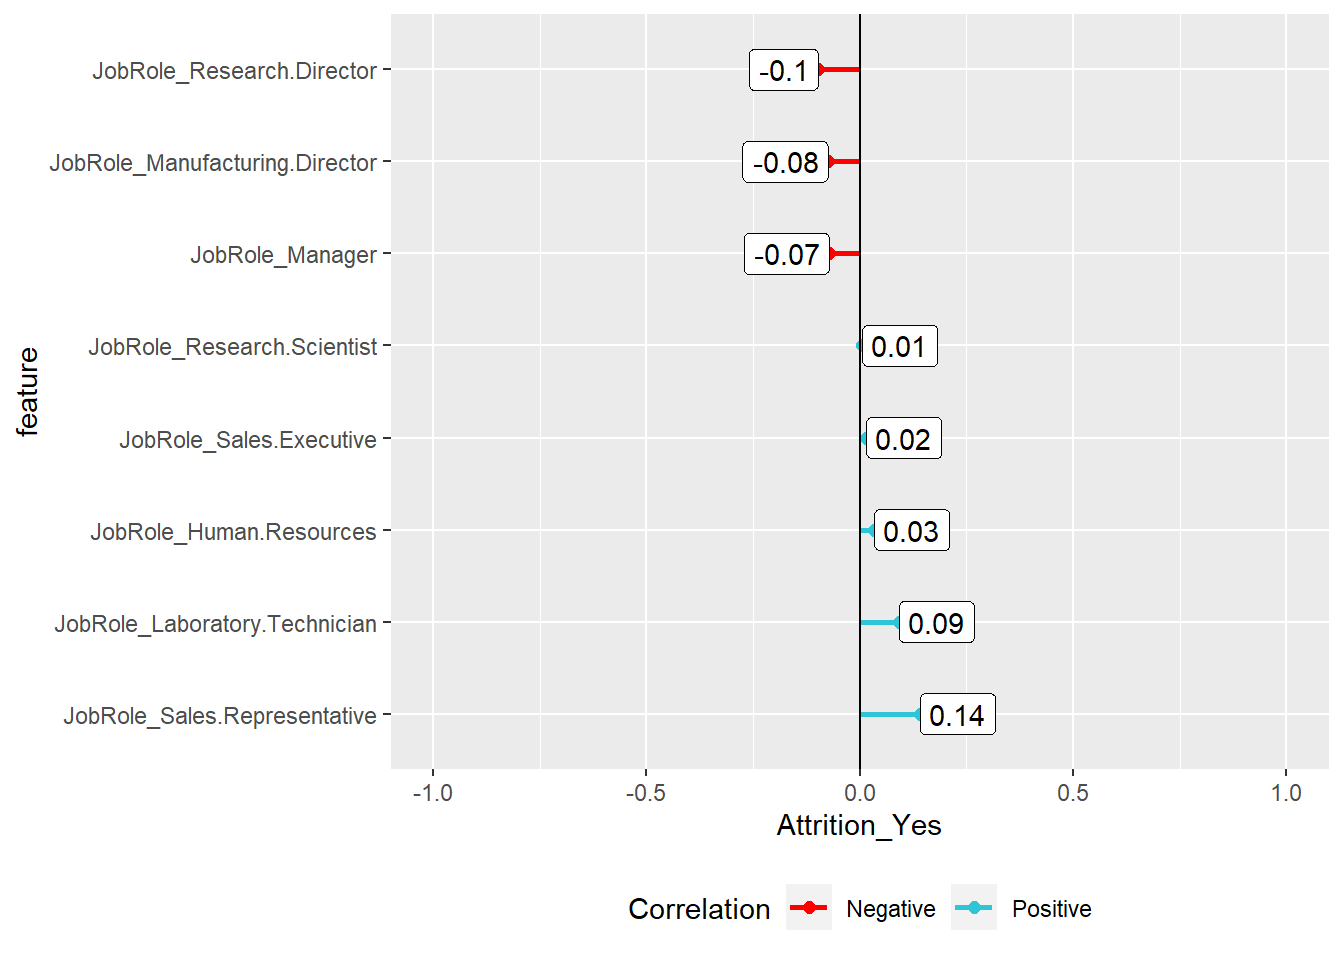 JobRole_Research.Director
-0.1
JobRole_Manufacturing.Director
-0.08
JobRole_Manager
-0.07
JobRole_Research.Scientist
0.01
JobRole_Sales.Executive
0.02
JobRole_Human.Resources
0.03
JobRole_Laboratory.Technician
0.09
JobRole_Sales.Representative
0.14
feature
-1.0 -0.5 0.0 0.5 1.0
Attrition_Yes
Correlation Negative Positive